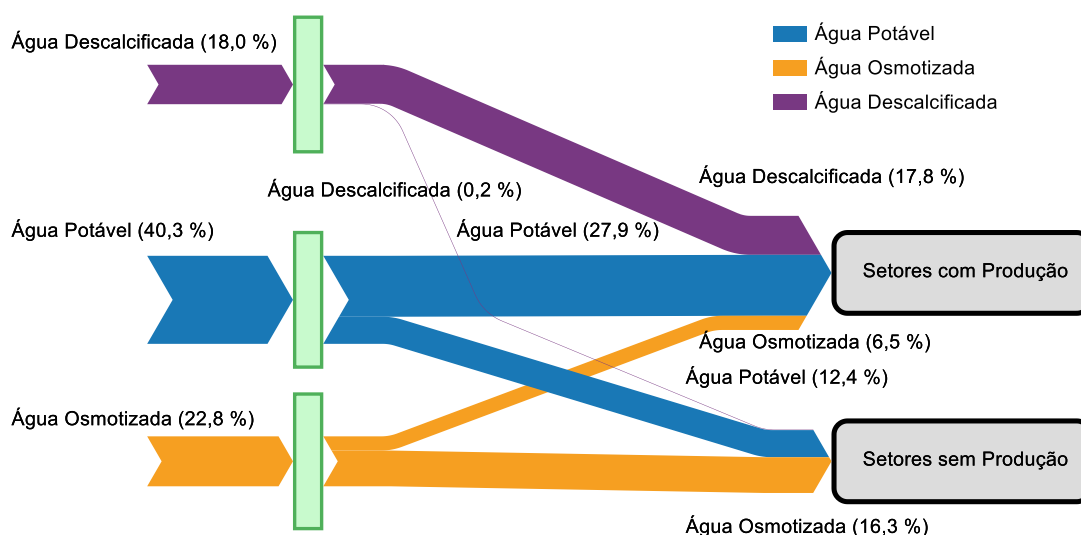 Água Potável
Água Osmotizada
Água Descalcificada
Água Descalcificada (18,0 %)
Água Descalcificada (17,8 %)
Água Descalcificada (0,2 %)
Água Potável (40,3 %)
Água Potável (27,9 %)
Setores com Produção
Água Osmotizada (6,5 %)
Água Potável (12,4 %)
Água Osmotizada (22,8 %)
Setores sem Produção
Água Osmotizada (16,3 %)